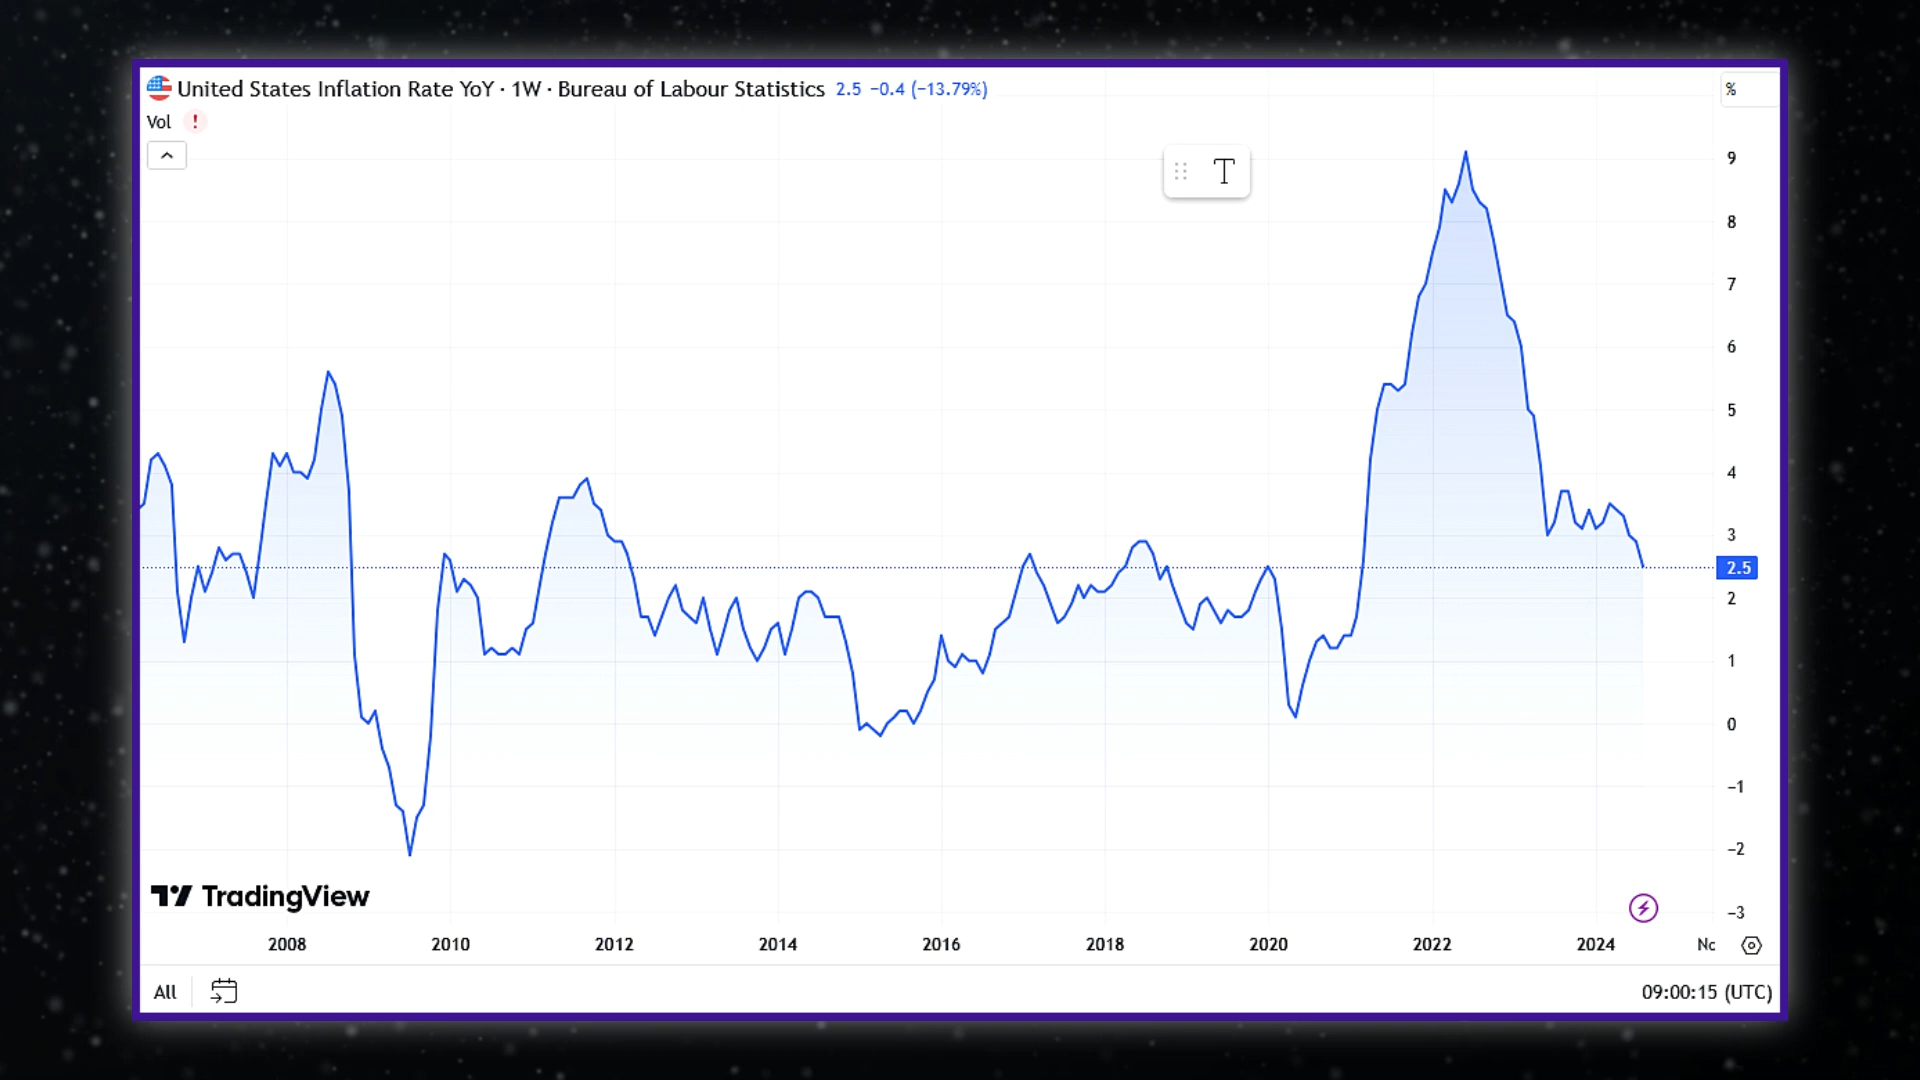 United States Inflation Rate YoY · 1W · Bureau of Labour Statistics 2.5 −0.4 (−13.79%)
%
Vol !
T
9
8
7
6
5
4
3
2.5
2
1
0
−1
−2
−3
TradingView
2008 2010 2012 2014 2016 2018 2020 2022 2024 Nc
All
09:00:15 (UTC)